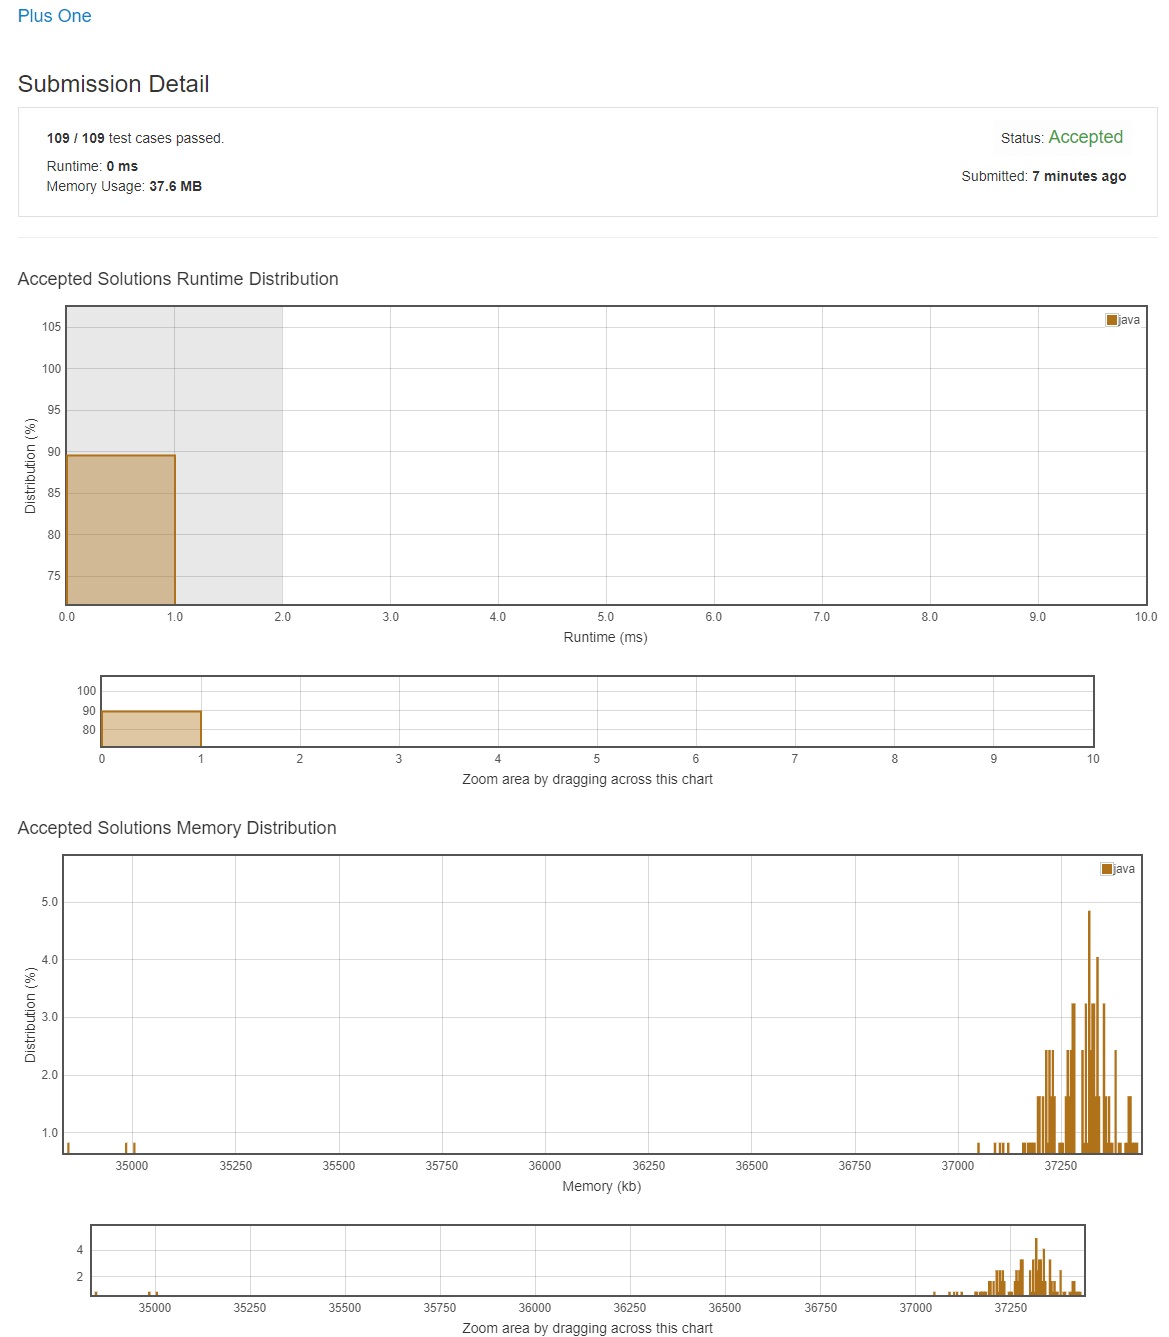 Plus One
Submission Detail
109 / 109 test cases passed.
Status: Accepted
Runtime: 0 ms
Submitted: 7 minutes ago
Memory Usage: 37.6 MB
Accepted Solutions Runtime Distribution
java
105
100
95
90
85
80
75
Distribution (%)
0.0 1.0 2.0 3.0 4.0 5.0 6.0 7.0 8.0 9.0 10.0
Runtime (ms)
100
90
80
0 1 2 3 4 5 6 7 8 9 10
Zoom area by dragging across this chart
Accepted Solutions Memory Distribution
java
5.0
4.0
3.0
2.0
1.0
Distribution (%)
35000 35250 35500 35750 36000 36250 36500 36750 37000 37250
Memory (kb)
4
2
35000 35250 35500 35750 36000 36250 36500 36750 37000 37250
Zoom area by dragging across this chart